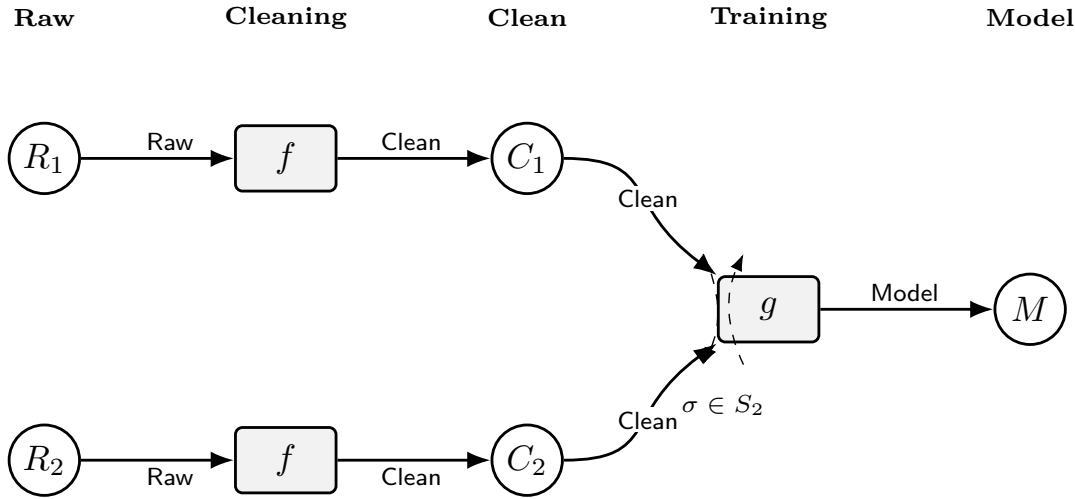 Raw Cleaning Clean Training Model
R₁ Raw f Clean C₁
Clean
g Model M
σ ∈ S₂
Clean
R₂ Raw f Clean C₂